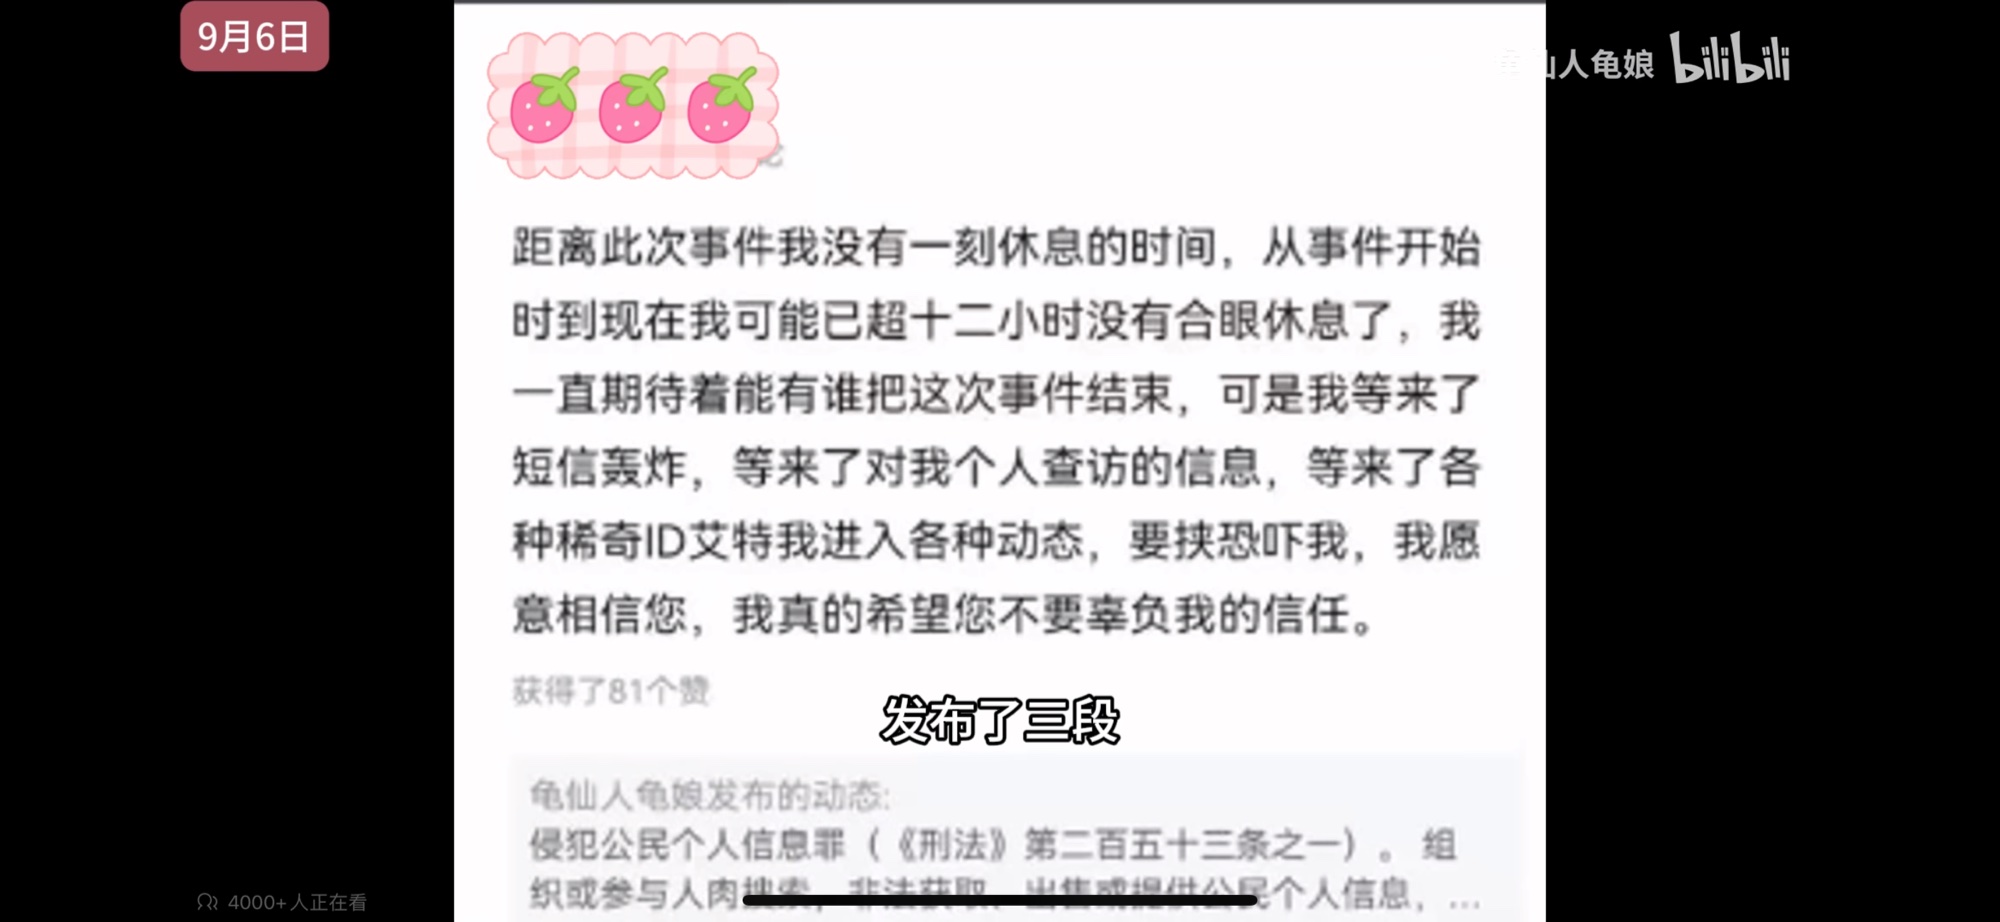 9月6日
仙人龟娘 bilibili
距离此次事件我没有一刻休息的时间，从事件开始
时到现在我可能已超十二小时没有合眼休息了，我
一直期待着能有谁把这次事件结束，可是我等来了
短信轰炸，等来了对我个人查访的信息，等来了各
种稀奇ID艾特我进入各种动态，要挟恐吓我，我愿
意相信您，我真的希望您不要辜负我的信任。
获得了81个赞
发布了三段
龟仙人龟娘发布的动态:
侵犯公民个人信息罪（《刑法》第二百五十三条之一）。 组
织或参与人肉搜索，非法获取、出售或提供公民个人信息，...
4000+人正在看